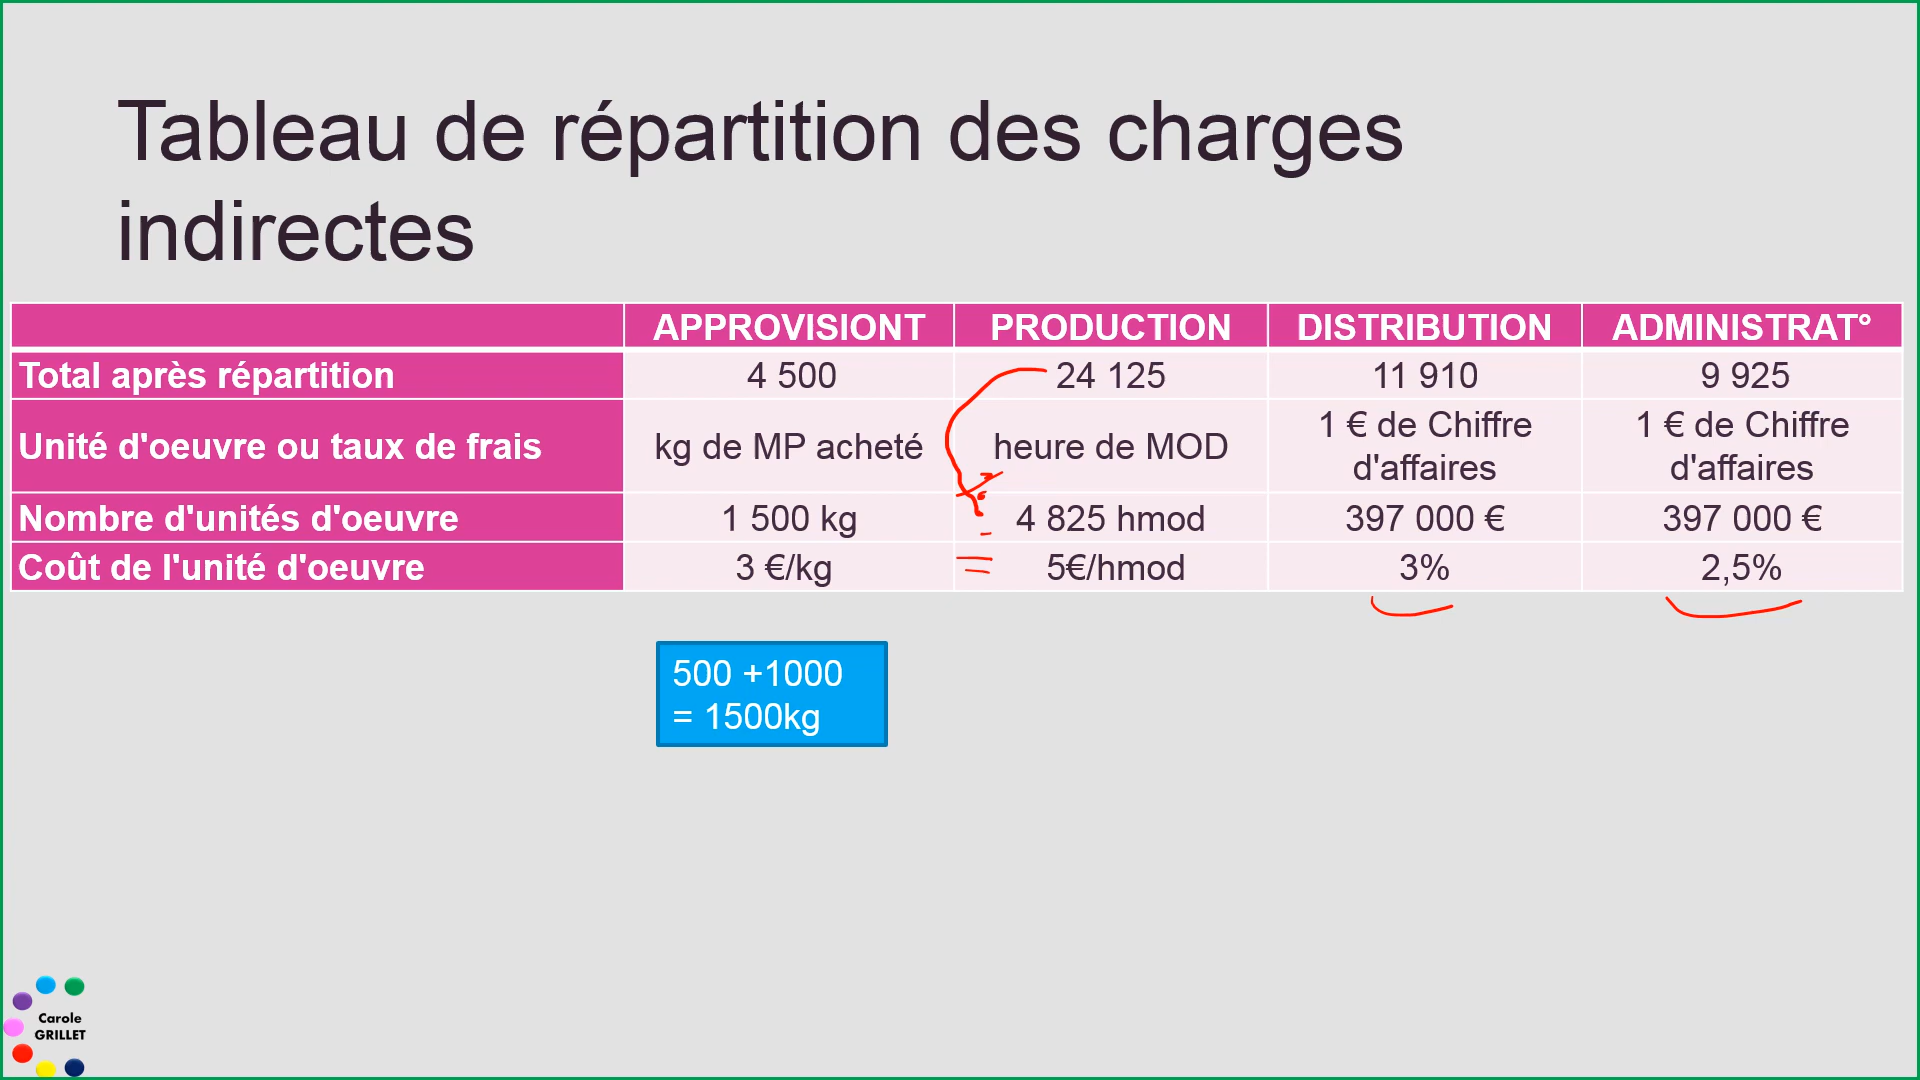 Tableau de répartition des charges
indirectes
APPROVISIONT PRODUCTION DISTRIBUTION ADMINISTRAT°
Total après répartition 4 500 24 125 11 910 9 925
Unité d'oeuvre ou taux de frais kg de MP acheté heure de MOD 1 € de Chiffre d'affaires 1 € de Chiffre d'affaires
Nombre d'unités d'oeuvre 1 500 kg 4 825 hmod 397 000 € 397 000 €
Coût de l'unité d'oeuvre 3 €/kg 5€/hmod 3% 2,5%
500 +1000
= 1500kg
Carole
GRILLET